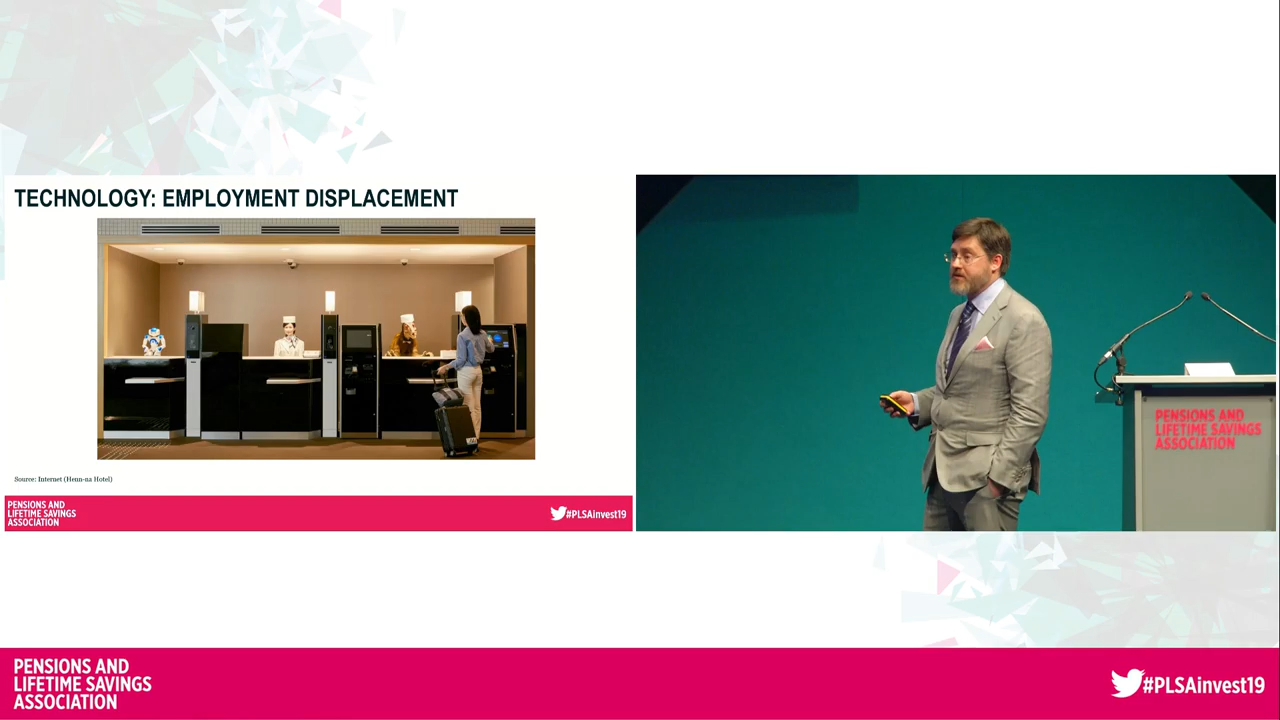 TECHNOLOGY: EMPLOYMENT DISPLACEMENT
Source: Internet (Henn-na Hotel)
PENSIONS AND
LIFETIME SAVINGS
ASSOCIATION
#PLSAinvest19
PENSIONS AND
LIFETIME SAVINGS
ASSOCIATION
PENSIONS AND
LIFETIME SAVINGS
ASSOCIATION
#PLSAinvest19